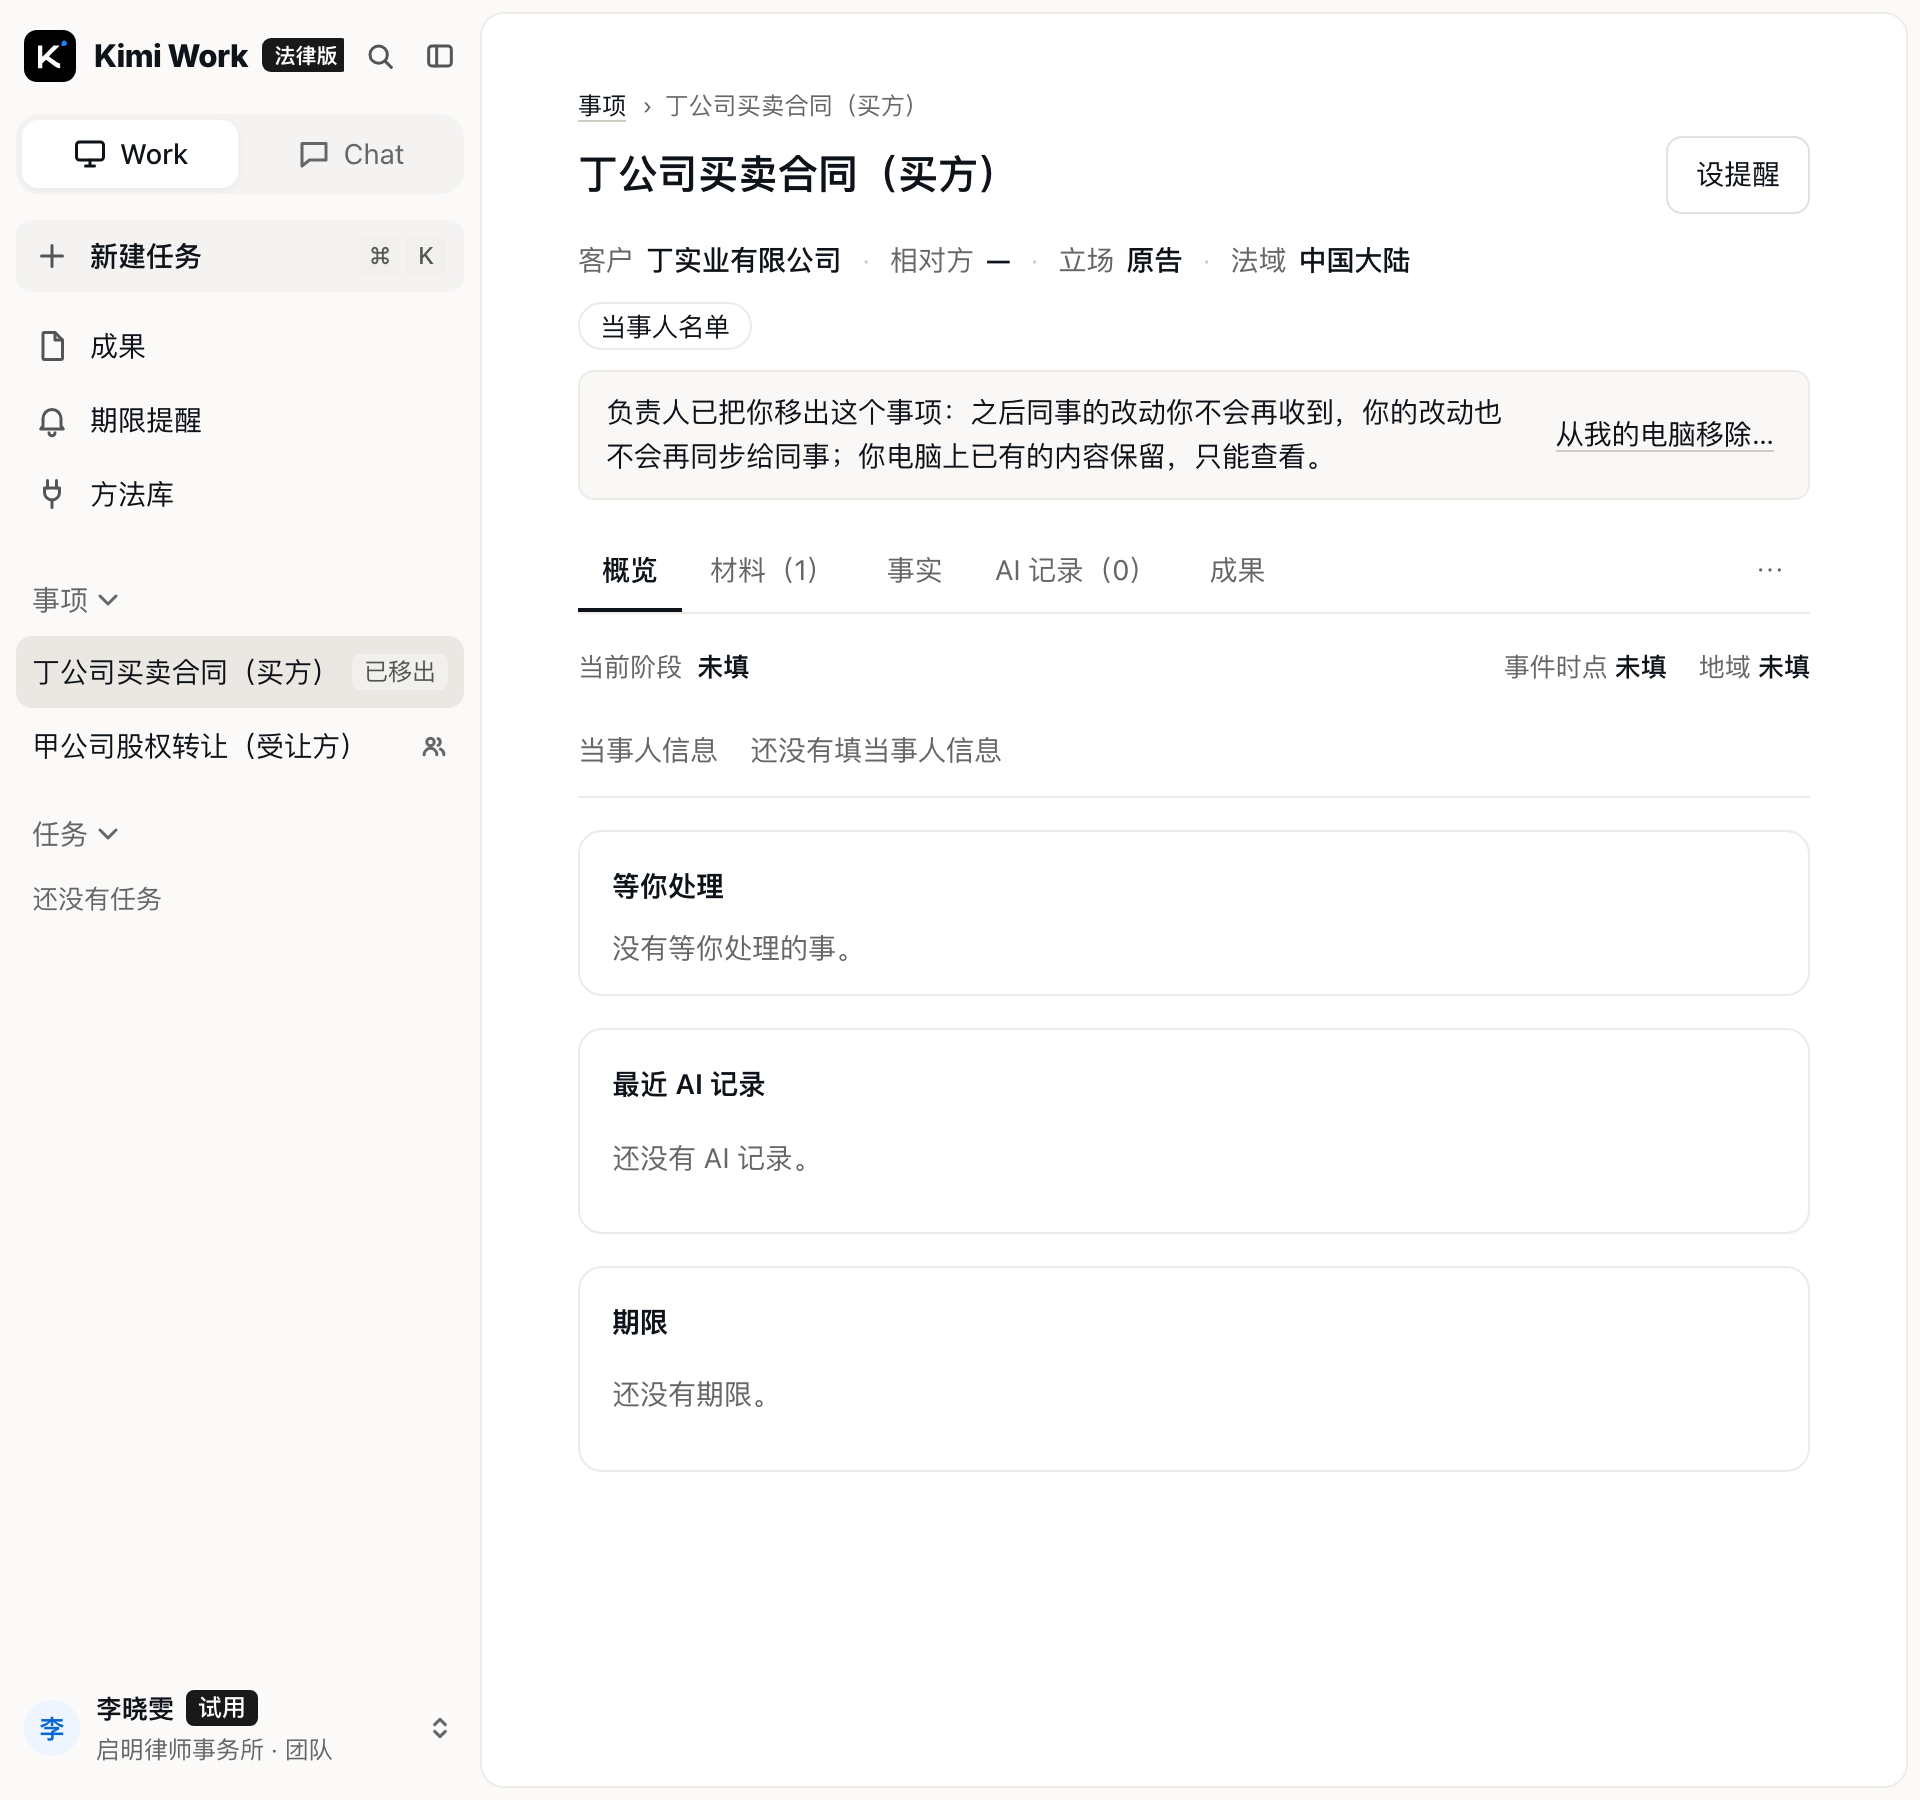 Kimi Work 法律版
Work
Chat
新建任务 ⌘ K
成果
期限提醒
方法库
事项
丁公司买卖合同（买方） 已移出
甲公司股权转让（受让方）
任务
还没有任务
李 李晓雯 试用
启明律师事务所 · 团队
事项 › 丁公司买卖合同（买方）
丁公司买卖合同（买方）
设提醒
客户 丁实业有限公司 · 相对方 — · 立场 原告 · 法域 中国大陆
当事人名单
负责人已把你移出这个事项：之后同事的改动你不会再收到，你的改动也
不会再同步给同事；你电脑上已有的内容保留，只能查看。
从我的电脑移除...
概览 材料（1） 事实 AI 记录（0） 成果 ···
当前阶段 未填 事件时点 未填 地域 未填
当事人信息 还没有填当事人信息
等你处理
没有等你处理的事。
最近 AI 记录
还没有 AI 记录。
期限
还没有期限。